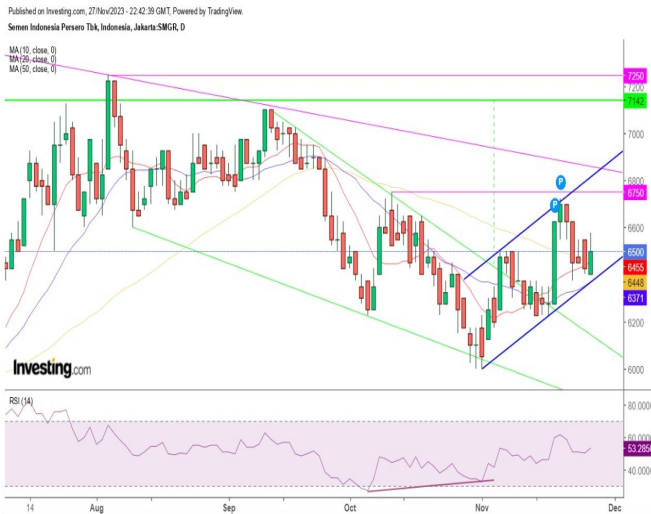 Published on Investing.com, 27/Nov/2023 - 22:42:39 GMT, Powered by TradingView.
Semen Indonesia Persero Tbk, Indonesia, Jakarta:SMGR, D
MA (10, close, 0)
MA (20, close, 0)
MA (50, close, 0)
7250
7200
7142
7000
6800
6750
6600
6500
6455
6448
6371
6200
6000
P
P
Investing.com
RSI (14)
80.0000
60.0000
53.2850
40.0000
14
Aug
Sep
Oct
Nov
Dec